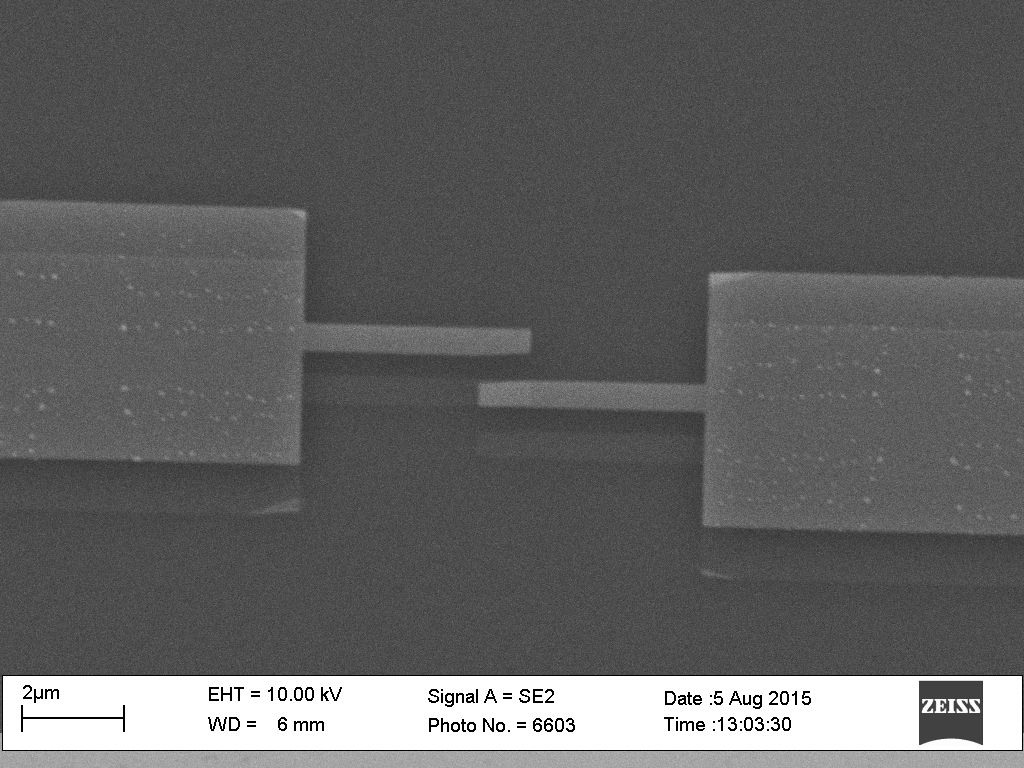 2µm
EHT = 10.00 kV
WD = 6 mm
Signal A = SE2
Photo No. = 6603
Date :5 Aug 2015
Time :13:03:30
ZEISS